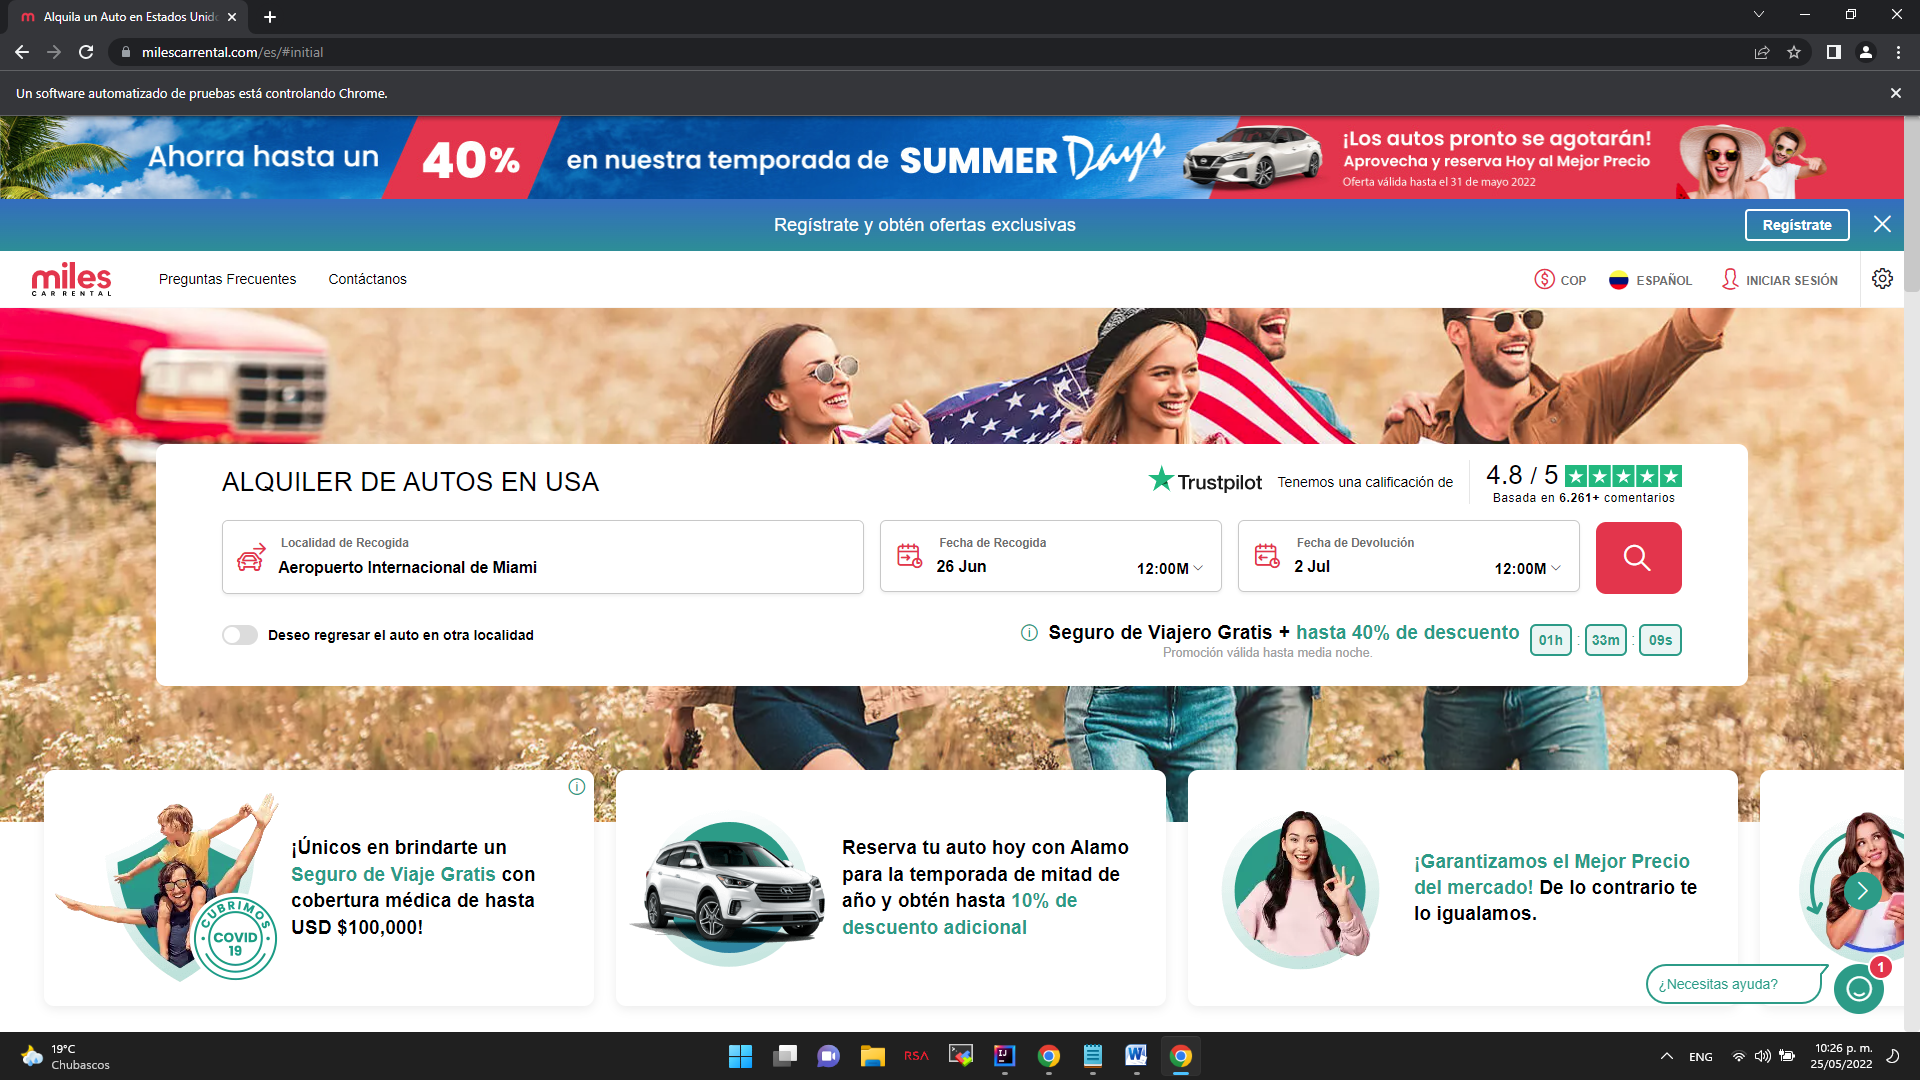 Alquila un Auto en Estados Unido
milescarrental.com/es/#initial
Un software automatizado de pruebas está controlando Chrome.
Ahorra hasta un 40% en nuestra temporada de SUMMER Days
¡Los autos pronto se agotarán!
Aprovecha y reserva Hoy al Mejor Precio
Oferta válida hasta el 31 de mayo 2022
Regístrate y obtén ofertas exclusivas
Regístrate
miles
CAR RENTAL
Preguntas Frecuentes
Contáctanos
COP
ESPAÑOL
INICIAR SESIÓN
ALQUILER DE AUTOS EN USA
Trustpilot
Tenemos una calificación de
4.8 / 5
Basada en 6.261+ comentarios
Localidad de Recogida
Aeropuerto Internacional de Miami
Fecha de Recogida
26 Jun
12:00M
Fecha de Devolución
2 Jul
12:00M
Deseo regresar el auto en otra localidad
Seguro de Viajero Gratis + hasta 40% de descuento
Promoción válida hasta media noche.
01h : 33m : 09s
¡Únicos en brindarte un
Seguro de Viaje Gratis con
cobertura médica de hasta
USD $100,000!
CUBRIMOS
COVID
19
Reserva tu auto hoy con Alamo
para la temporada de mitad de
año y obtén hasta 10% de
descuento adicional
¡Garantizamos el Mejor Precio
del mercado! De lo contrario te
lo igualamos.
¿Necesitas ayuda?
1
19°C
Chubascos
RSA
IJ
W
ENG
10:26 p. m.
25/05/2022